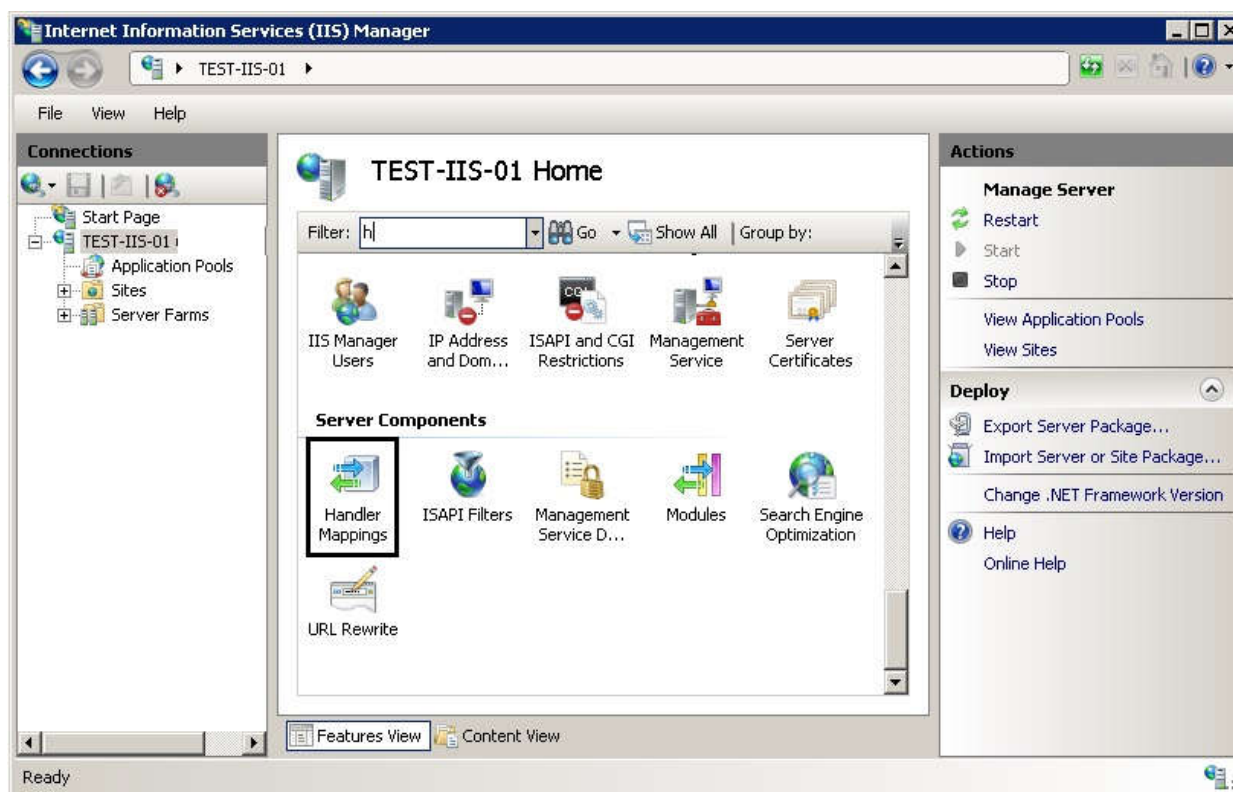 Internet Information Services (IIS) Manager
TEST-IIS-01
File View Help
Connections
Start Page
TEST-IIS-01
Application Pools
Sites
Server Farms
TEST-IIS-01 Home
Filter: h Go Show All Group by:
IIS Manager Users
IP Address and Dom...
CGI
ISAPI and CGI Restrictions
Management Service
Server Certificates
Server Components
Handler Mappings
ISAPI Filters
Management Service D...
Modules
Search Engine Optimization
URL Rewrite
Features View Content View
Actions
Manage Server
Restart
Start
Stop
View Application Pools
View Sites
Deploy
Export Server Package...
Import Server or Site Package...
Change .NET Framework Version
Help
Online Help
Ready